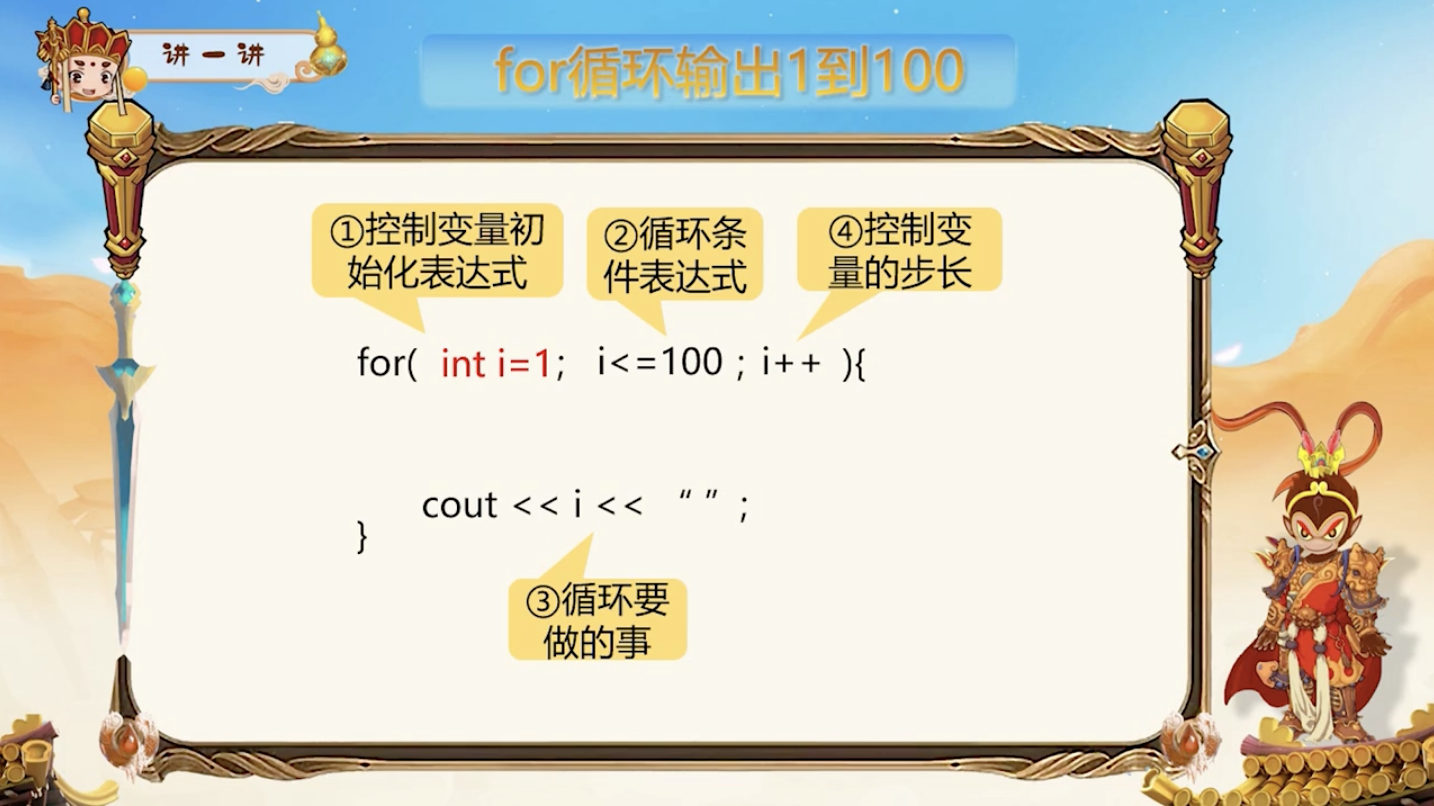 讲一讲
for循环输出1到100
①控制变量初
始化表达式
②循环条
件表达式
④控制变
量的步长
for( int i=1; i<=100 ; i++ ){
cout << i << “ ” ;
}
③循环要
做的事